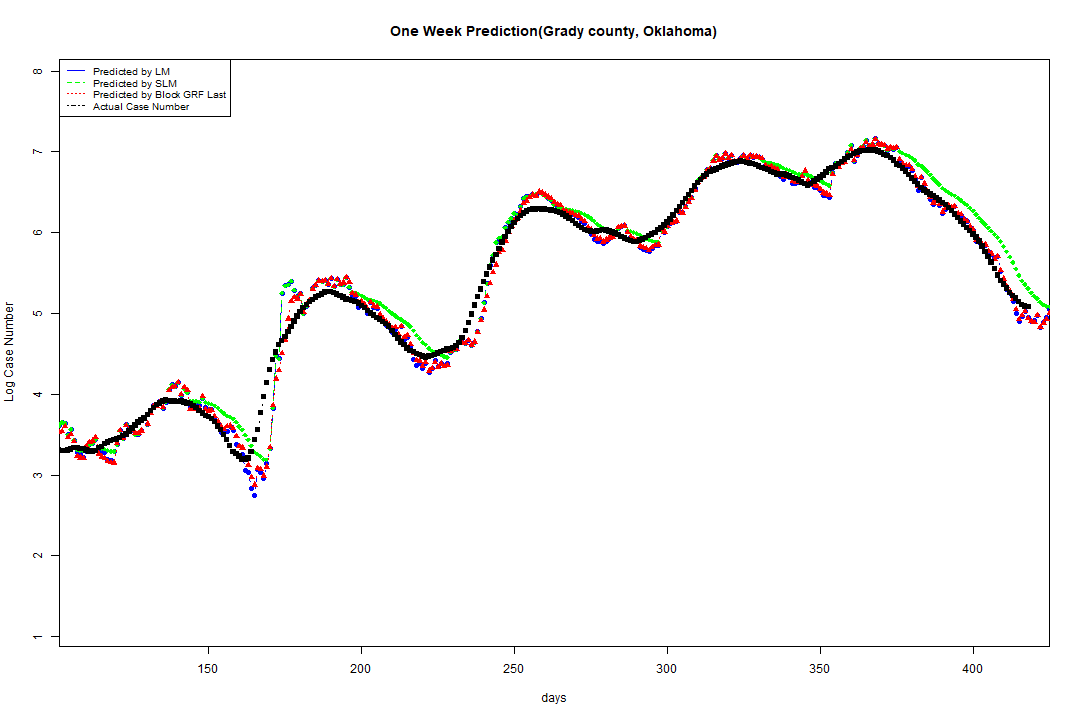 One Week Prediction(Grady county, Oklahoma)
Predicted by LM
Predicted by SLM
Predicted by Block GRF Last
Actual Case Number
Log Case Number
8
7
6
5
4
3
2
1
150 200 250 300 350 400
days